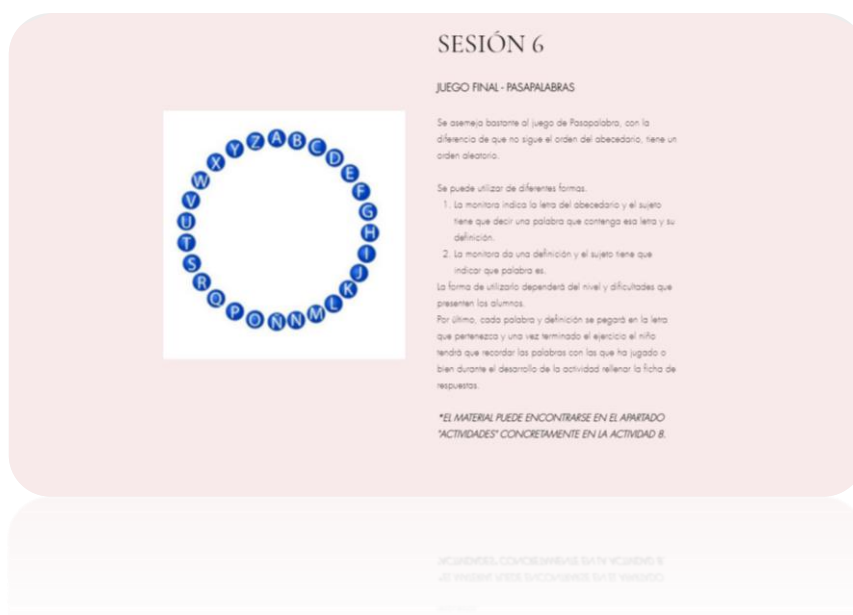 SESIÓN 6
JUEGO FINAL - PASAPALABRAS
Se asemeja bastante al juego de Pasapalabra, con la
diferencia de que no sigue el orden del abecedario, tiene un
orden aleatorio.
Se puede utilizar de diferentes formas.
1. La monitora indica la letra del abecedario y el sujeto
tiene que decir una palabra que contenga esa letra y su
definición.
2. La monitora da una definición y el sujeto tiene que
indicar que palabra es.
La forma de utilizarlo dependerá del nivel y dificultades que
presenten los alumnos.
Por último, cada palabra y definición se pegará en la letra
que pertenezca y una vez terminado el ejercicio el niño
tendrá que recordar las palabras con las que ha jugado o
bien durante el desarrollo de la actividad rellenar la ficha de
respuestas.
*EL MATERIAL PUEDE ENCONTRARSE EN EL APARTADO
"ACTIVIDADES" CONCRETAMENTE EN LA ACTIVIDAD 8.
A B C D E F G H I J K L M N Ñ O P Q R S T U V W X Y Z